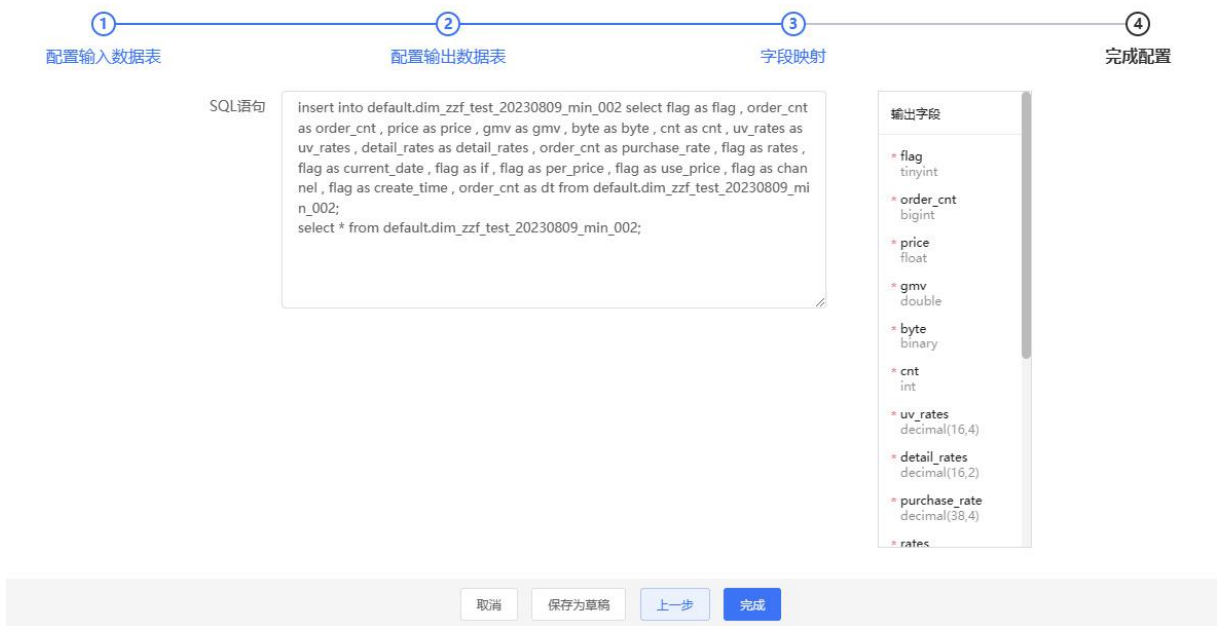 1
2
3
4
配置输入数据表
配置输出数据表
字段映射
完成配置
SQL语句
insert into default.dim_zzf_test_20230809_min_002 select flag as flag , order_cnt
as order_cnt , price as price , gmv as gmv , byte as byte , cnt as cnt , uv_rates as
uv_rates , detail_rates as detail_rates , order_cnt as purchase_rate , flag as rates ,
flag as current_date , flag as if , flag as per_price , flag as use_price , flag as chan
nel , flag as create_time , order_cnt as dt from default.dim_zzf_test_20230809_mi
n_002;
select * from default.dim_zzf_test_20230809_min_002;
输出字段
* flag
tinyint
* order_cnt
bigint
* price
float
* gmv
double
* byte
binary
* cnt
int
* uv_rates
decimal(16,4)
* detail_rates
decimal(16,2)
* purchase_rate
decimal(38,4)
* rates
取消
保存为草稿
上一步
完成